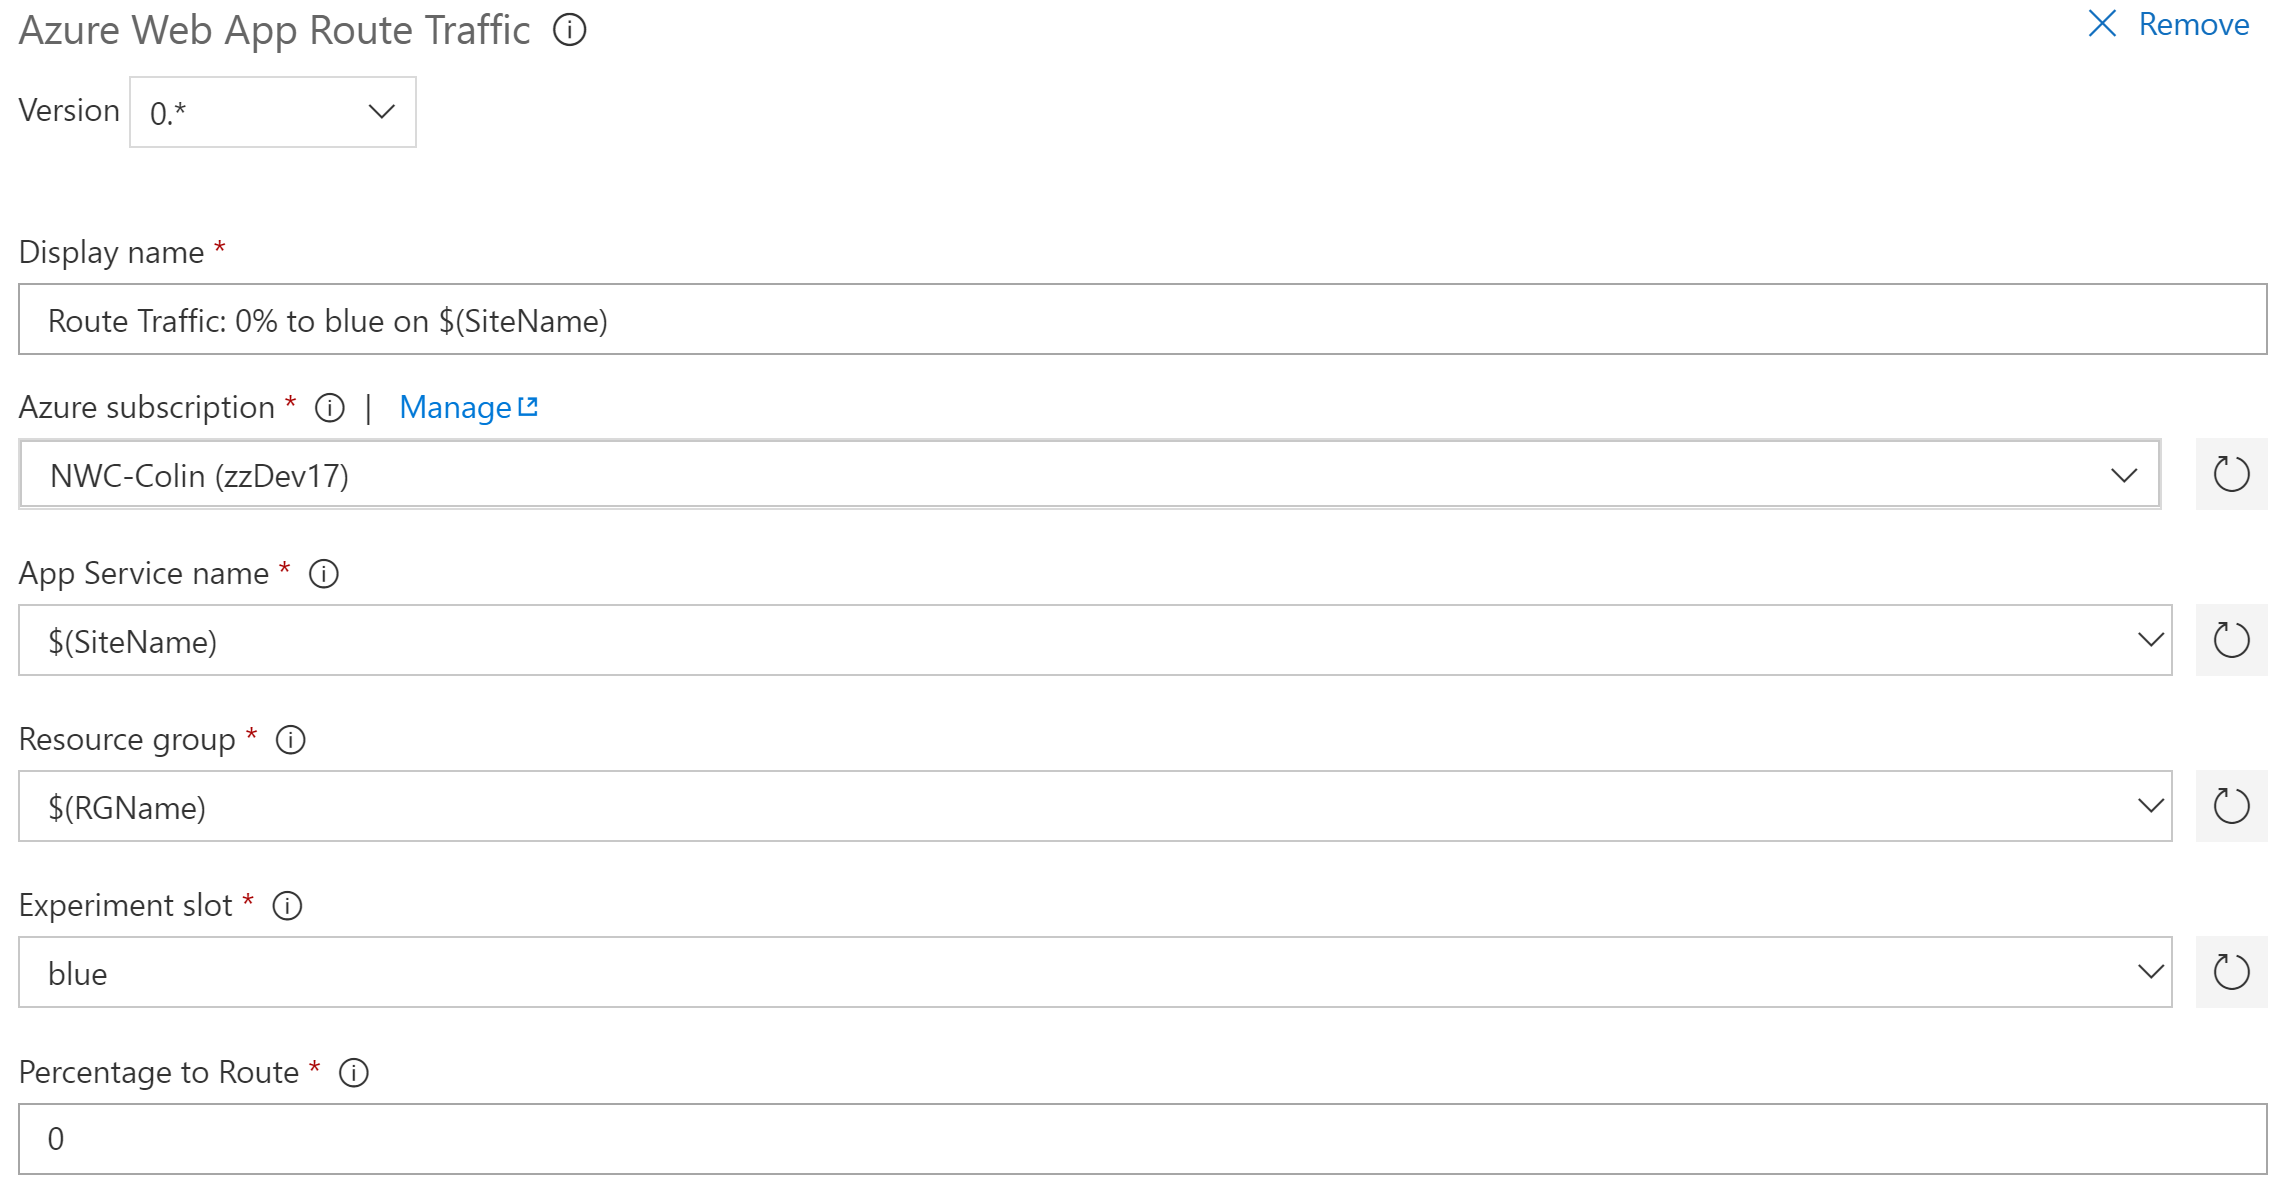 Azure Web App Route Traffic
Remove
Version 0.*
Display name *
Route Traffic: 0% to blue on $(SiteName)
Azure subscription * | Manage
NWC-Colin (zzDev17)
App Service name *
$(SiteName)
Resource group *
$(RGName)
Experiment slot *
blue
Percentage to Route *
0